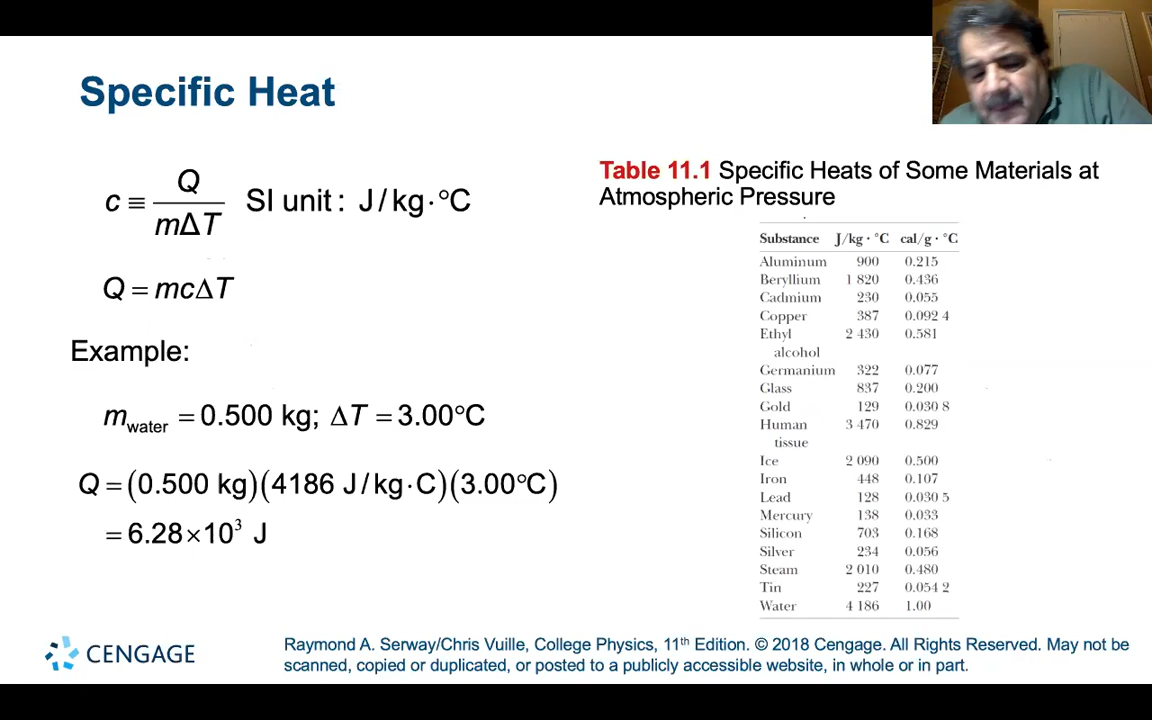 Specific Heat
c ≡ Q / mΔT SI unit : J / kg · °C
Q = mcΔT
Example:
m_water = 0.500 kg; ΔT = 3.00°C
Q = (0.500 kg)(4186 J / kg · C)(3.00°C)
= 6.28×10³ J
Table 11.1 Specific Heats of Some Materials at
Atmospheric Pressure
Substance J/kg · °C cal/g · °C
Aluminum 900 0.215
Beryllium 1 820 0.436
Cadmium 230 0.055
Copper 387 0.092 4
Ethyl 2 430 0.581
alcohol
Germanium 322 0.077
Glass 837 0.200
Gold 129 0.030 8
Human 3 470 0.829
tissue
Ice 2 090 0.500
Iron 448 0.107
Lead 128 0.030 5
Mercury 138 0.033
Silicon 703 0.168
Silver 234 0.056
Steam 2 010 0.480
Tin 227 0.054 2
Water 4 186 1.00
CENGAGE
Raymond A. Serway/Chris Vuille, College Physics, 11th Edition. © 2018 Cengage. All Rights Reserved. May not be
scanned, copied or duplicated, or posted to a publicly accessible website, in whole or in part.